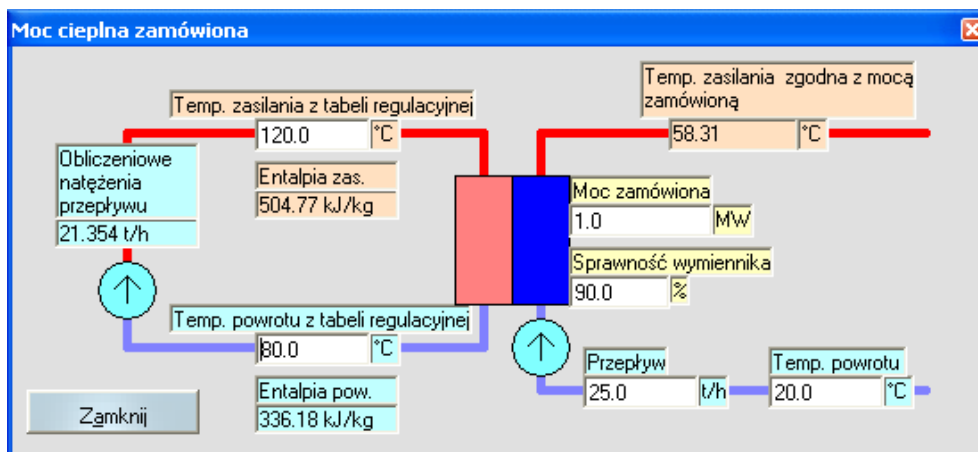 Moc cieplna zamówiona
Temp. zasilania z tabeli regulacyjnej
120.0 °C
Temp. zasilania zgodna z mocą
zamówioną
58.31 °C
Obliczeniowe
natężenia
przepływu
21.354 t/h
Entalpia zas.
504.77 kJ/kg
Moc zamówiona
1.0 MW
Sprawność wymiennika
90.0 %
Temp. powrotu z tabeli regulacyjnej
80.0 °C
Entalpia pow.
336.18 kJ/kg
Przepływ
25.0 t/h
Temp. powrotu
20.0 °C
Zamknij